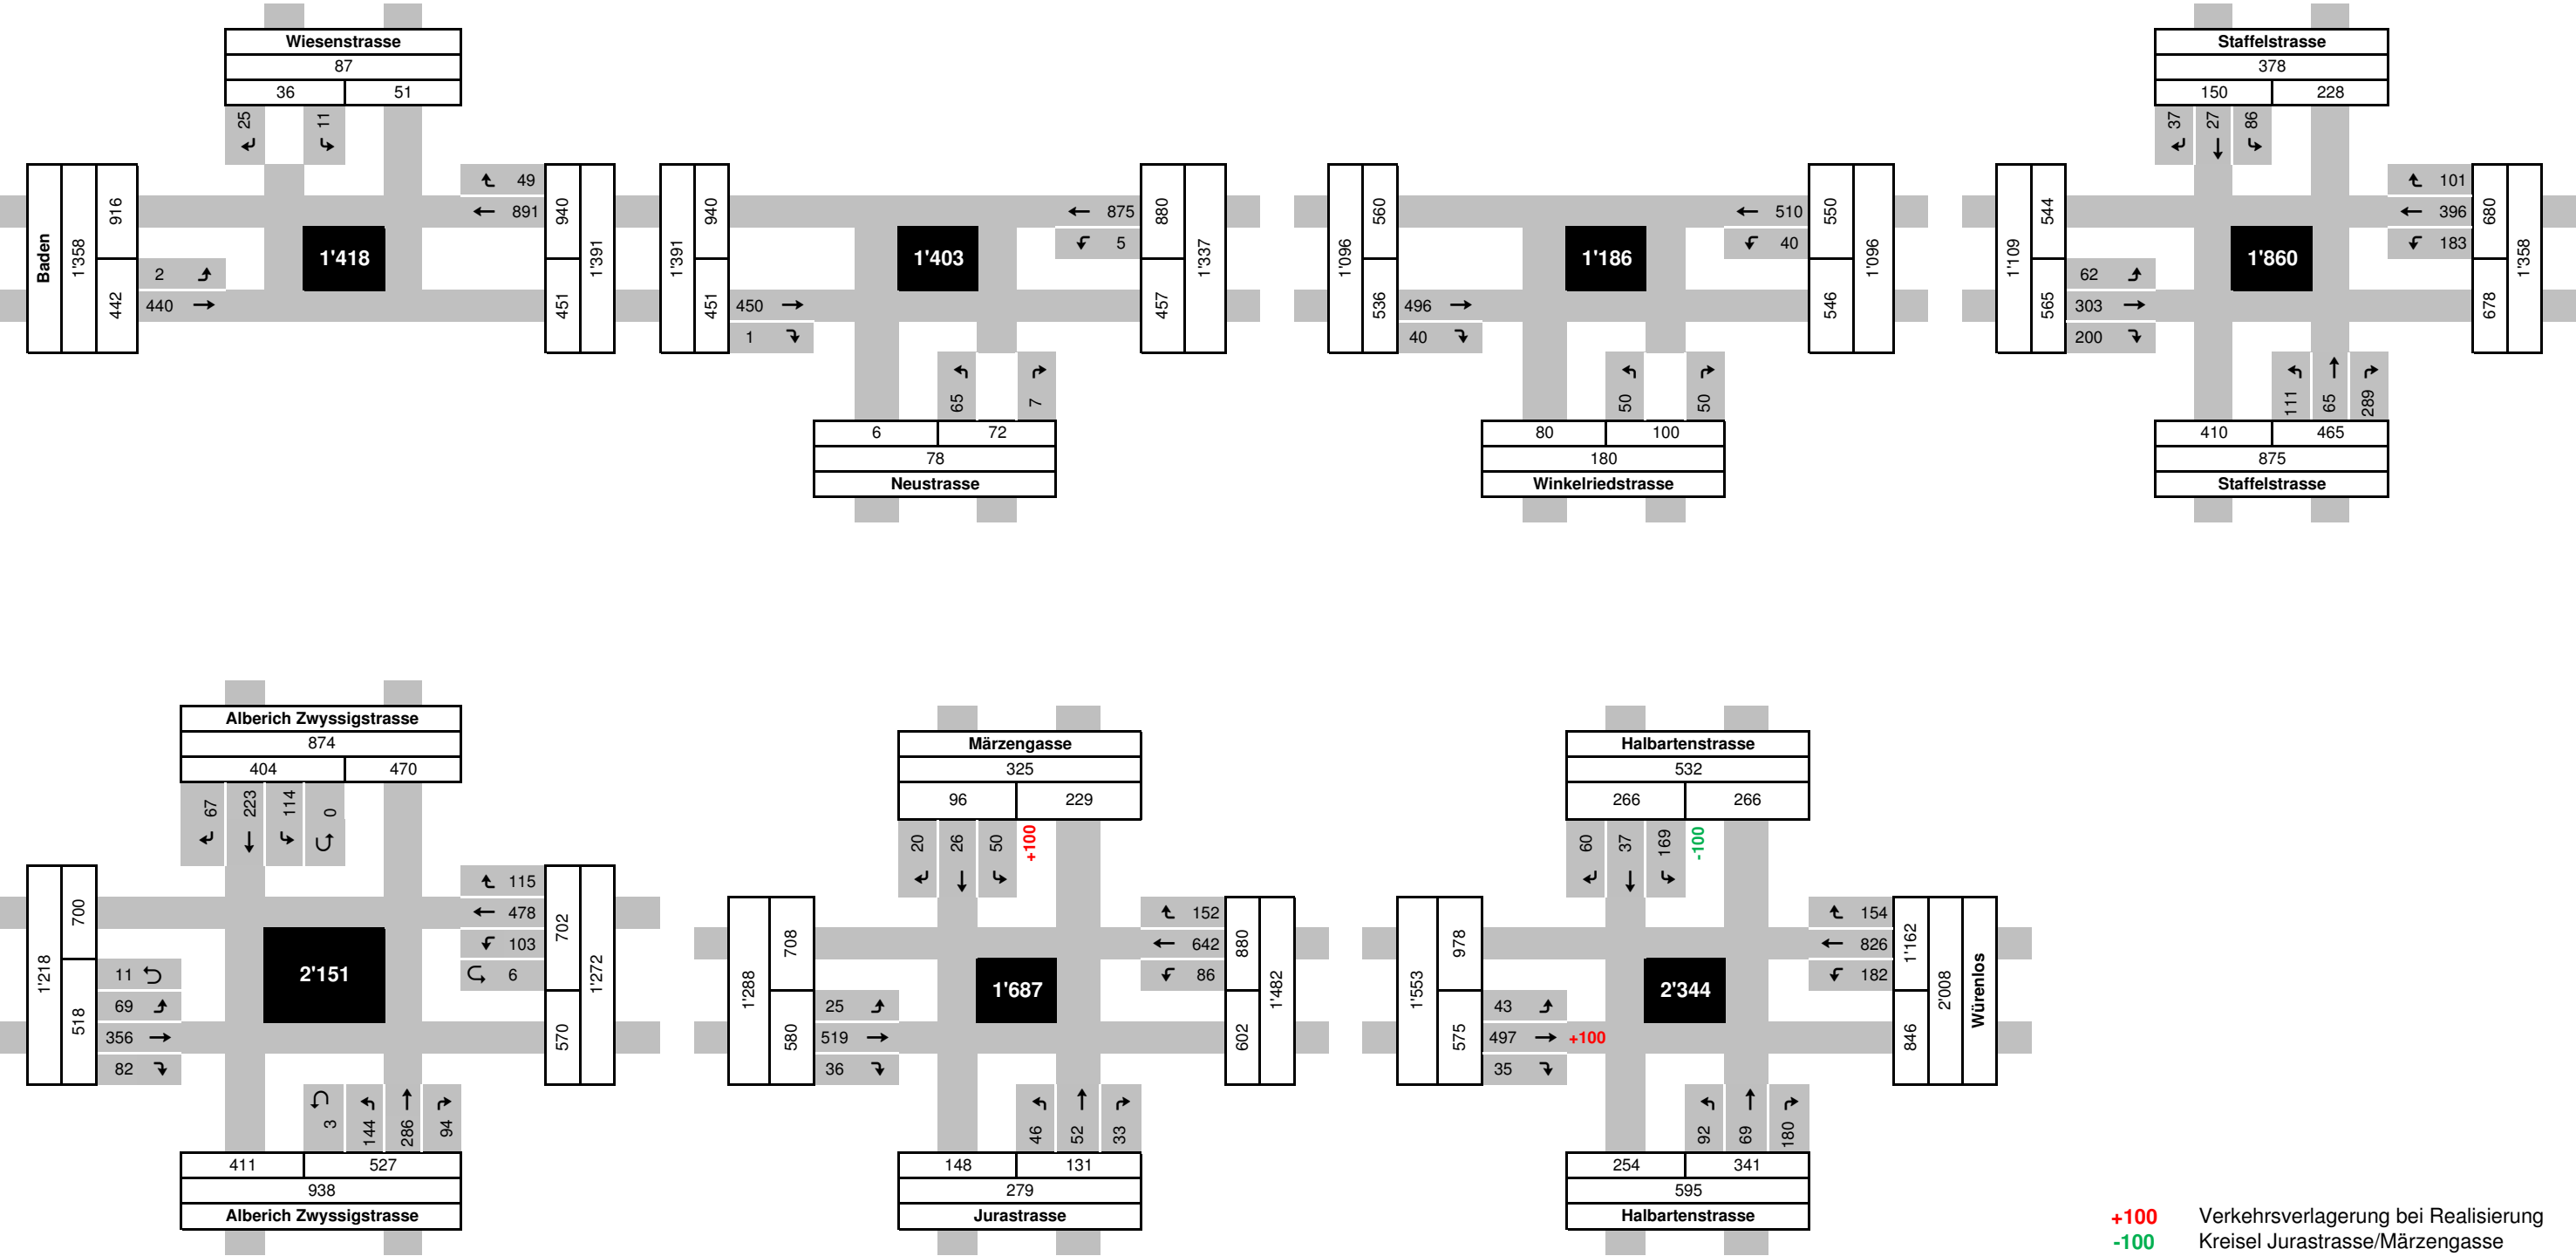 Wiesenstrasse
87
36 51
25 11
Baden 1'358 916 442
2
440
1'418
49
891
940 451 1'391
1'391 940 451
450
1
1'403
875
5
880 457 1'337
65 7
6 72
78
Neustrasse
1'096 560 536
496
40
1'186
510
40
550 546 1'096
50 50
80 100
180
Winkelriedstrasse
Staffelstrasse
378
150 228
37 27 86
1'109 544 565
62
303
200
1'860
101
396
183
680 678 1'358
111 65 289
410 465
875
Staffelstrasse
Alberich Zwyssigstrasse
874
404 470
67 223 114 0
1'218 700 518
11
69
356
82
2'151
115
478
103
6
702 570 1'272
3 144 286 94
411 527
938
Alberich Zwyssigstrasse
Märzengasse
325
96 229
20 26 50 +100
1'288 708 580
25
519
36
1'687
152
642
86
880 602 1'482
46 52 33
148 131
279
Jurastrasse
Halbartenstrasse
532
266 266
60 37 169 -100
1'553 978 575
43
497 +100
35
2'344
154
826
182
1'162 846 2'008 Würenlos
92 69 180
254 341
595
Halbartenstrasse
+100 Verkehrsverlagerung bei Realisierung
-100 Kreisel Jurastrasse/Märzengasse